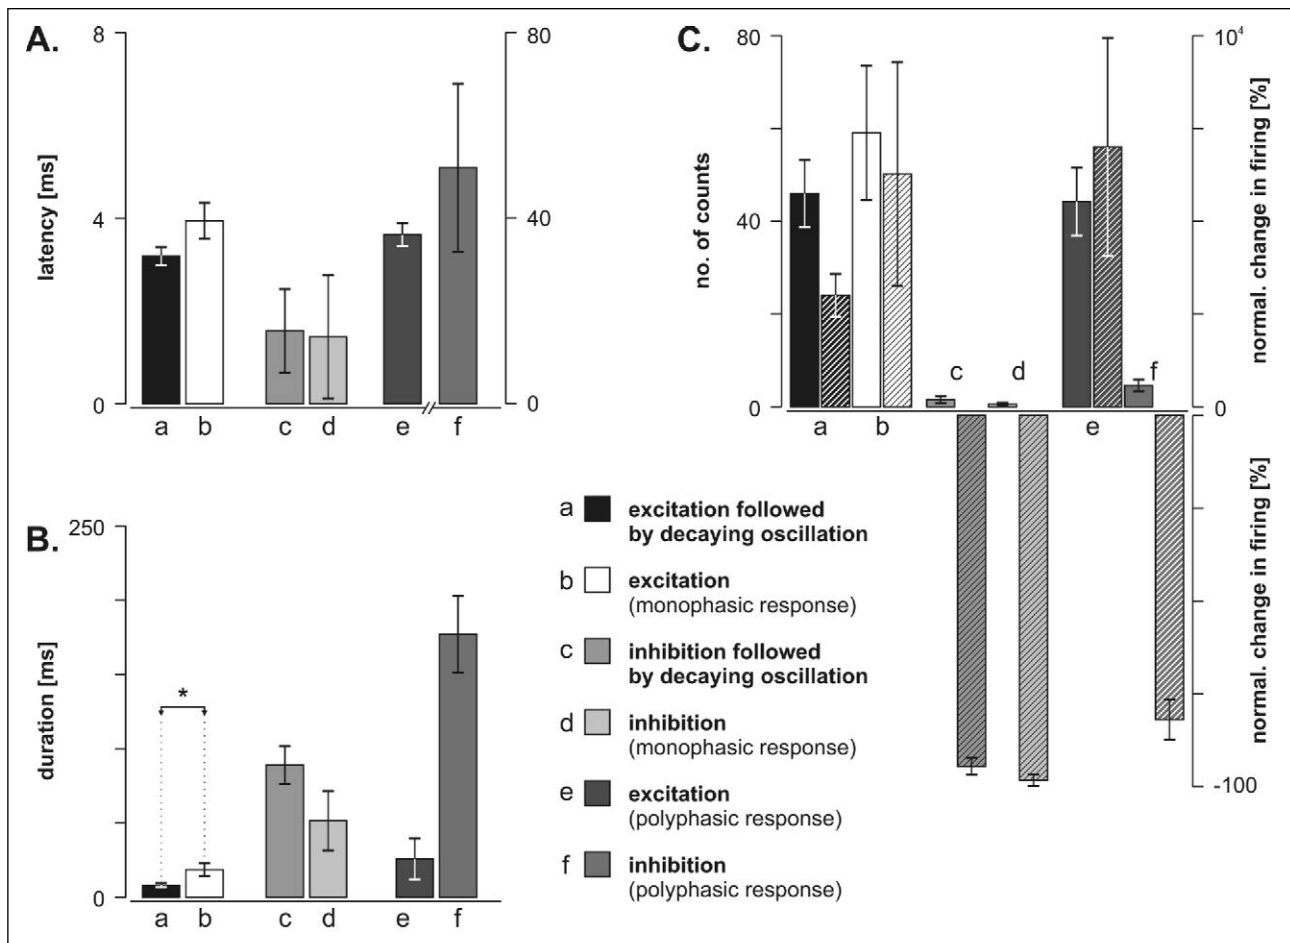 A.
8
4
0
latency [ms]
80
40
0
a b c d e f
B.
250
0
duration [ms]
*
a b c d e f
C.
80
40
0
no. of counts
10⁴
0
normal. change in firing [%]
c d f
a b e
-100
normal. change in firing [%]
a excitation followed
by decaying oscillation
b excitation
(monophasic response)
c inhibition followed
by decaying oscillation
d inhibition
(monophasic response)
e excitation
(polyphasic response)
f inhibition
(polyphasic response)